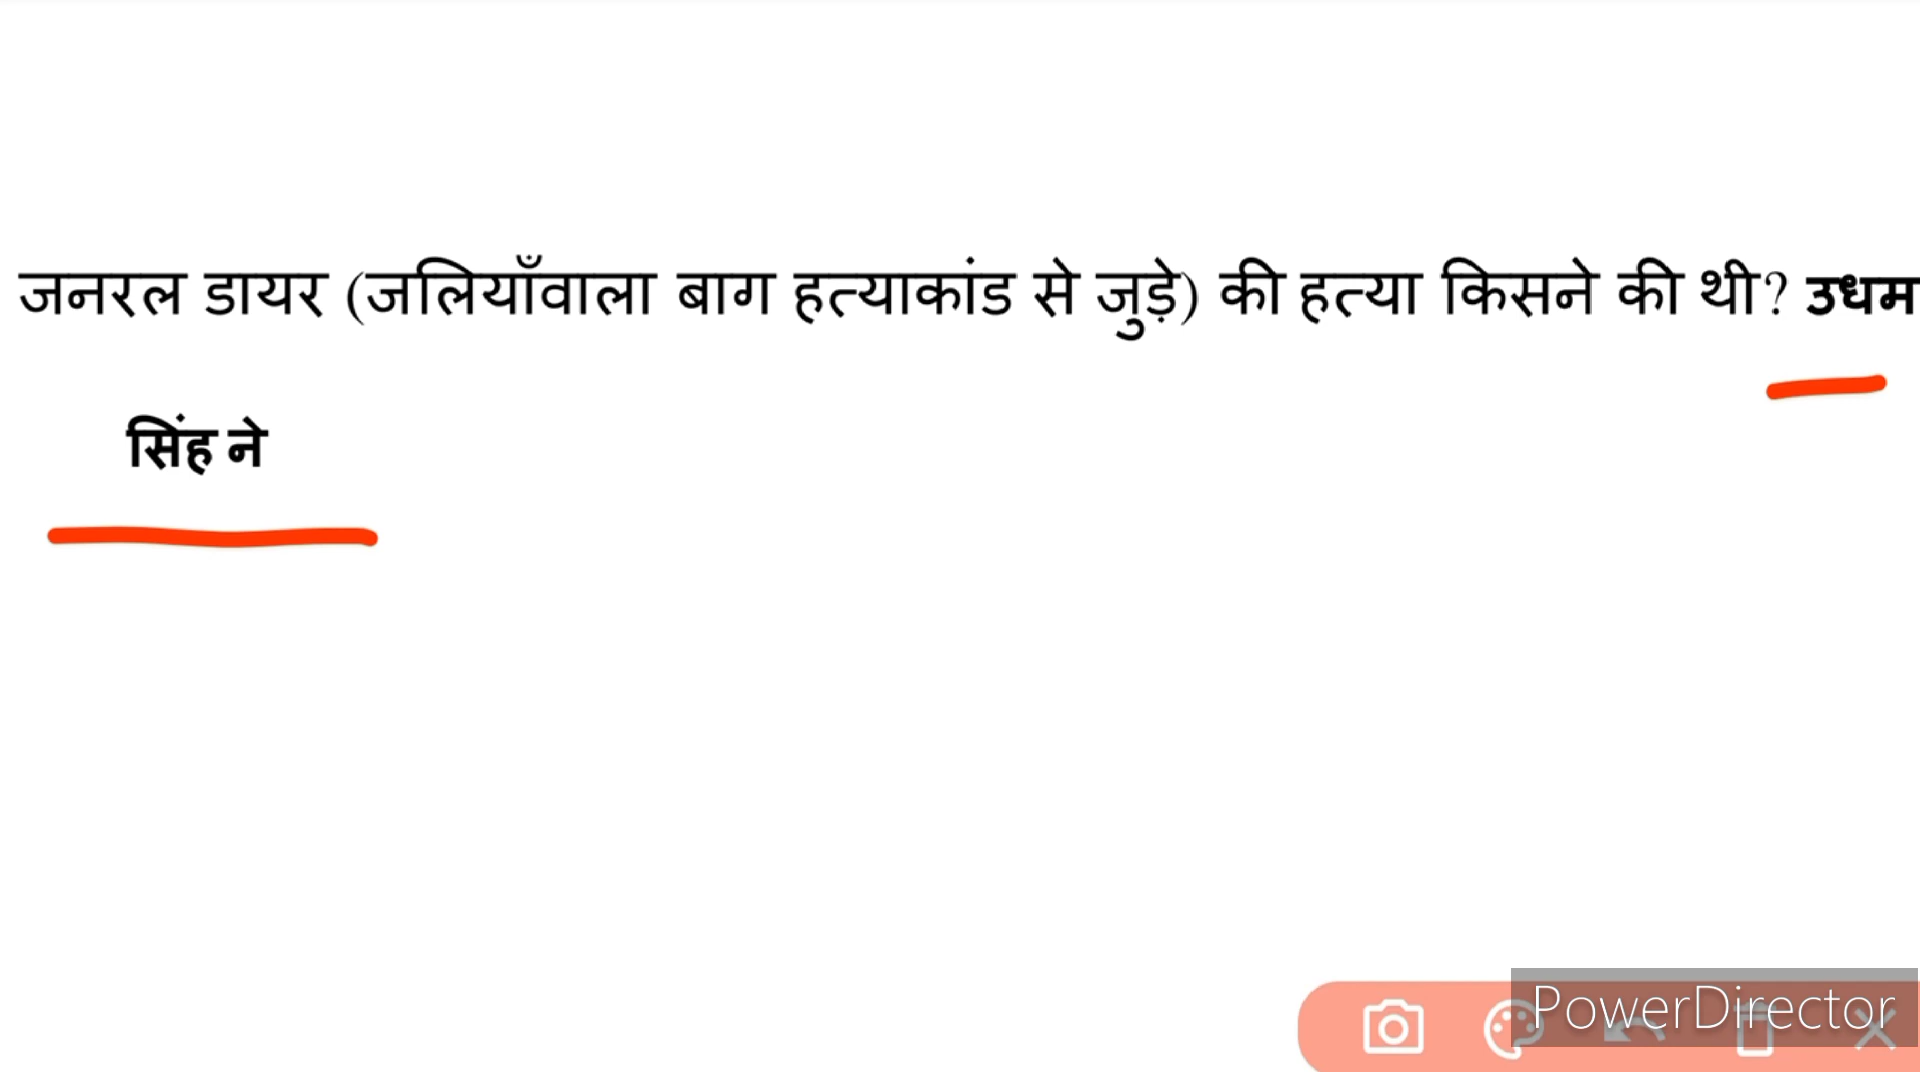 जनरल डायर (जलियाँवाला बाग हत्याकांड से जुड़े) की हत्या किसने की थी? उधम
सिंह ने
PowerDirector